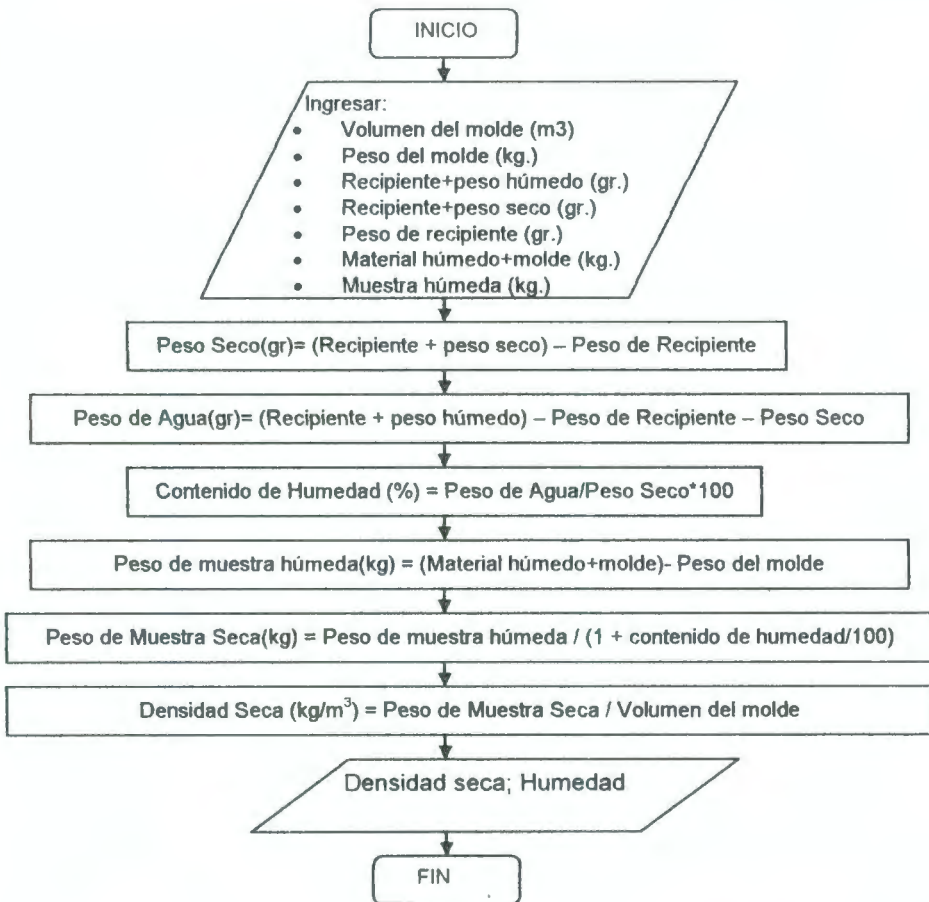 INICIO
Ingresar:
• Volumen del molde (m3)
• Peso del molde (kg.)
• Recipiente+peso húmedo (gr.)
• Recipiente+peso seco (gr.)
• Peso de recipiente (gr.)
• Material húmedo+molde (kg.)
• Muestra húmeda (kg.)
Peso Seco(gr)= (Recipiente + peso seco) – Peso de Recipiente
Peso de Agua(gr)= (Recipiente + peso húmedo) – Peso de Recipiente – Peso Seco
Contenido de Humedad (%) = Peso de Agua/Peso Seco*100
Peso de muestra húmeda(kg) = (Material húmedo+molde)- Peso del molde
Peso de Muestra Seca(kg) = Peso de muestra húmeda / (1 + contenido de humedad/100)
Densidad Seca (kg/m³) = Peso de Muestra Seca / Volumen del molde
Densidad seca; Humedad
FIN